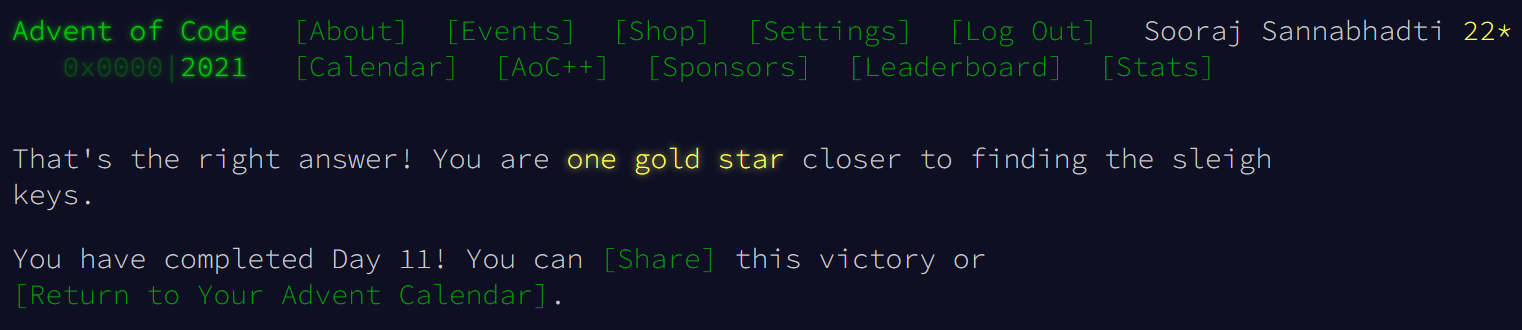 Advent of Code [About] [Events] [Shop] [Settings] [Log Out] Sooraj Sannabhadti 22*
0x0000|2021 [Calendar] [AoC++] [Sponsors] [Leaderboard] [Stats]
That's the right answer! You are one gold star closer to finding the sleigh
keys.
You have completed Day 11! You can [Share] this victory or
[Return to Your Advent Calendar].